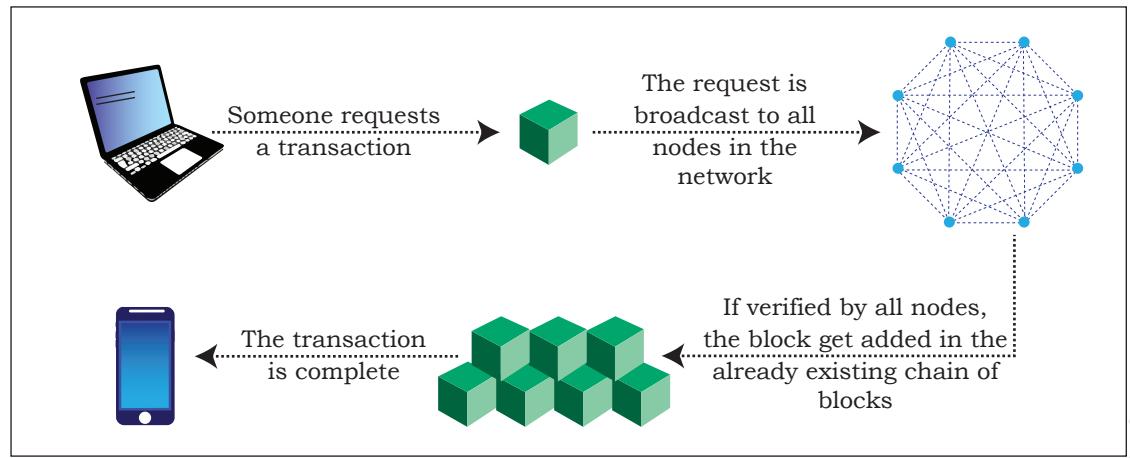 Someone requests
a transaction
The request is
broadcast to all
nodes in the
network
If verified by all nodes,
the block get added in the
already existing chain of
blocks
The transaction
is complete